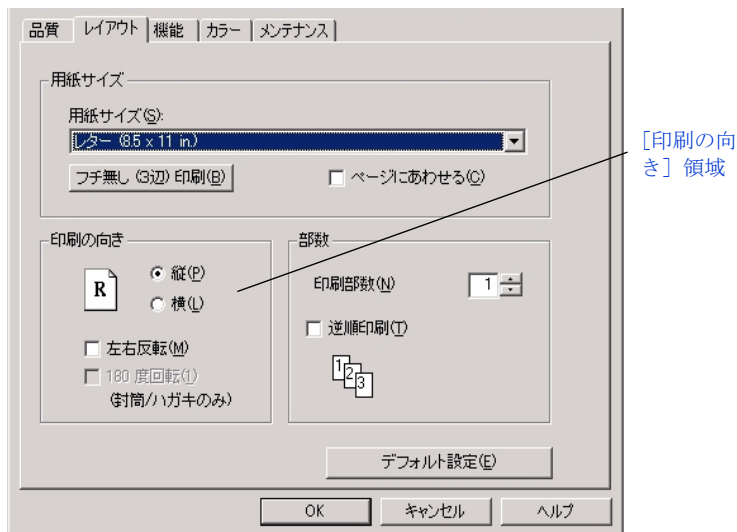 品質 レイアウト 機能 カラー メンテナンス
用紙サイズ
用紙サイズ(S):
レター (8.5 x 11 in.)
フチ無し (3辺) 印刷(B) ページにあわせる(C)
[印刷の向
き] 領域
印刷の向き
R
縦(P)
横(L)
左右反転(M)
180 度回転(1)
(封筒/ハガキのみ)
部数
印刷部数(N) 1
逆順印刷(T)
1
2
3
デフォルト設定(E)
OK キャンセル ヘルプ